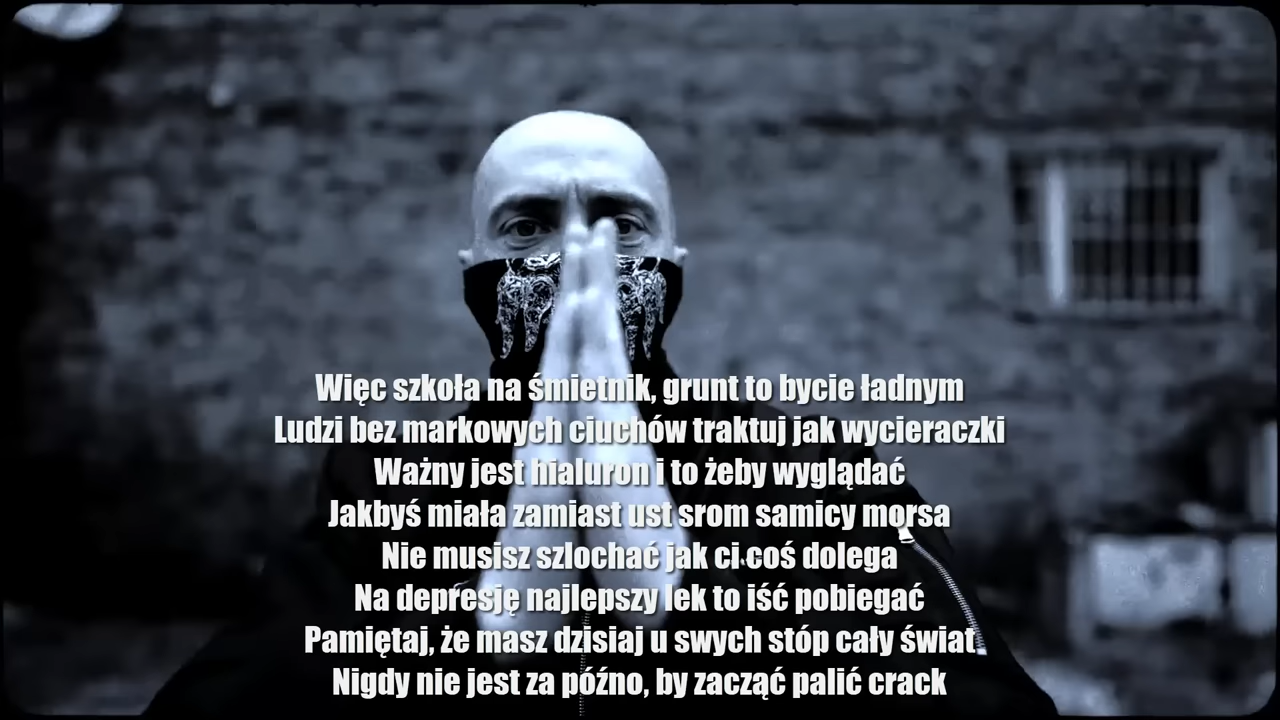 Więc szkoła na śmietnik, grunt to bycie ładnym
Ludzi bez markowych ciuchów traktuj jak wycieraczki
Ważny jest hialuron i to żeby wyglądać
Jakbyś miała zamiast ust srom samicy morsa
Nie musisz szlochać jak ci coś dolega
Na depresję najlepszy lek to iść pobiegać
Pamiętaj, że masz dzisiaj u swych stóp cały świat
Nigdy nie jest za późno, by zacząć palić crack